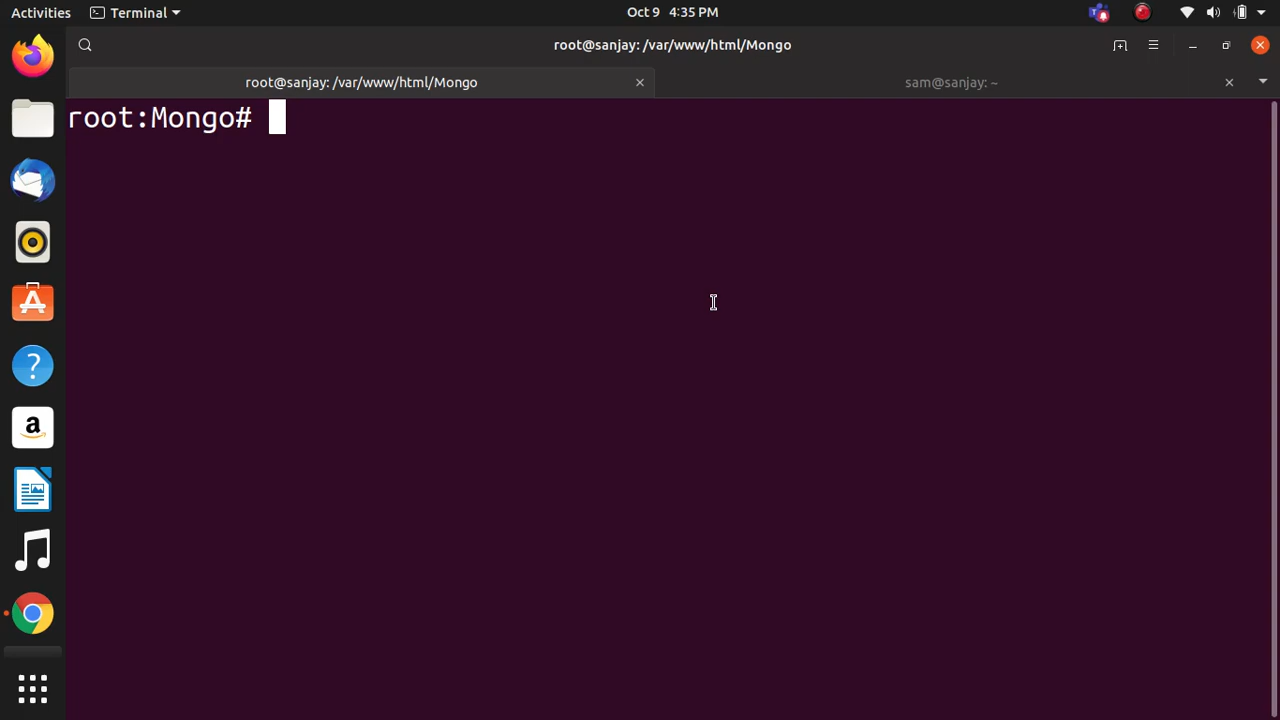 Activities Terminal Oct 9 4:35 PM
root@sanjay: /var/www/html/Mongo
root@sanjay: /var/www/html/Mongo sam@sanjay: ~
root:Mongo#